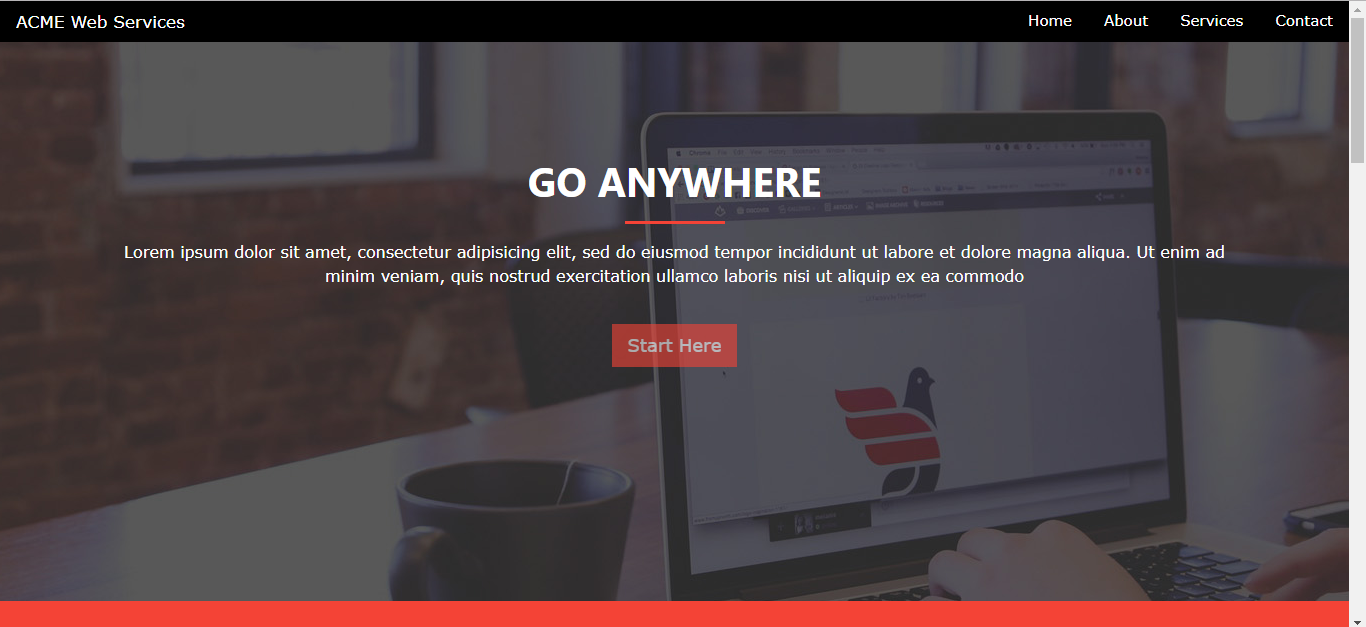 ACME Web Services
Home About Services Contact
GO ANYWHERE
Lorem ipsum dolor sit amet, consectetur adipisicing elit, sed do eiusmod tempor incididunt ut labore et dolore magna aliqua. Ut enim ad
minim veniam, quis nostrud exercitation ullamco laboris nisi ut aliquip ex ea commodo
Start Here